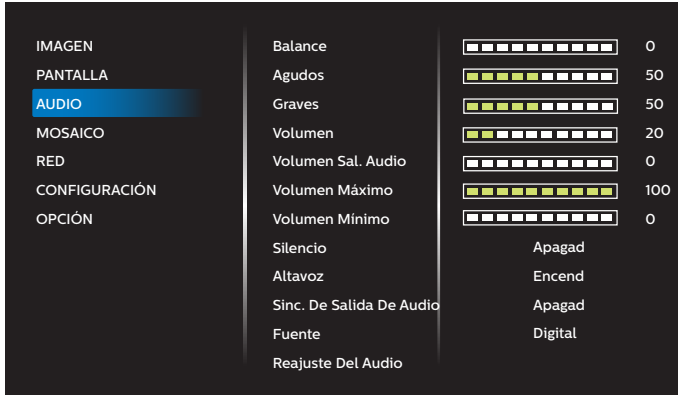 IMAGEN
PANTALLA
AUDIO
MOSAICO
RED
CONFIGURACIÓN
OPCIÓN
Balance 0
Agudos 50
Graves 50
Volumen 20
Volumen Sal. Audio 0
Volumen Máximo 100
Volumen Mínimo 0
Silencio Apagad
Altavoz Encend
Sinc. De Salida De Audio Apagad
Fuente Digital
Reajuste Del Audio